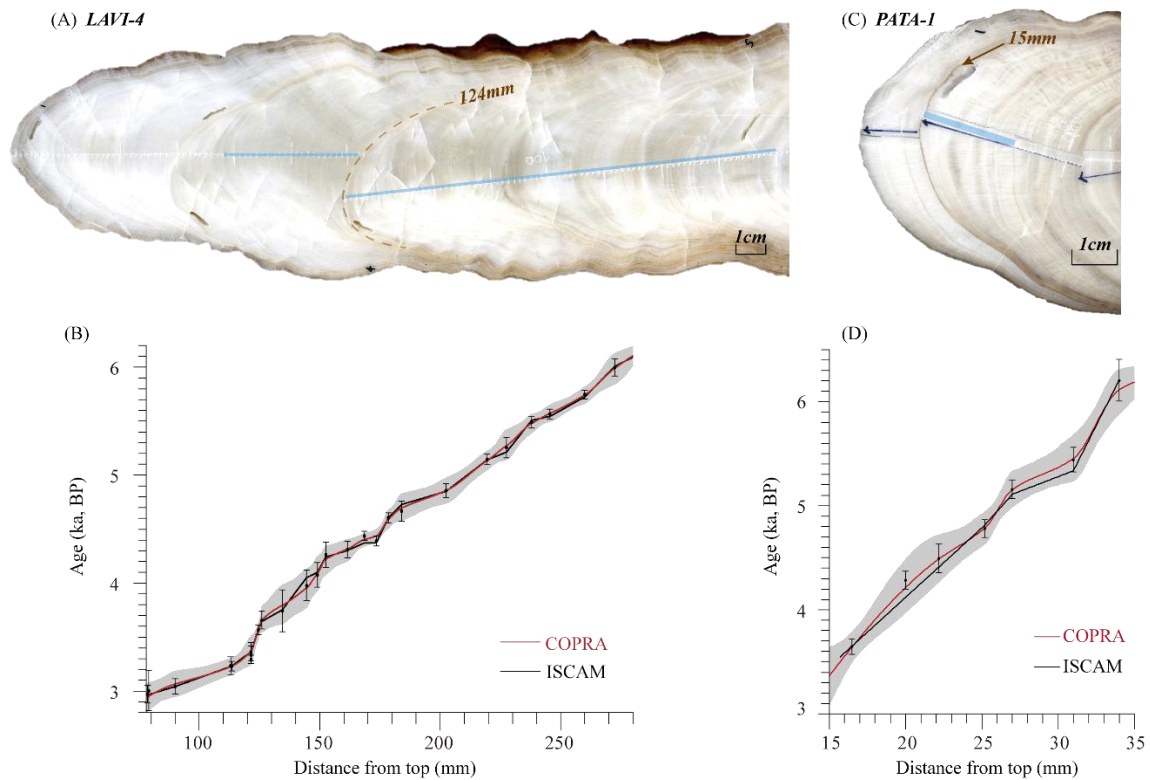 (A) LAVI-4
124mm
1cm
(C) PATA-1
15mm
1cm
(B)
6
5
4
3
Age (ka, BP)
COPRA
ISCAM
100
150
200
250
Distance from top (mm)
(D)
6
5
4
3
Age (ka, BP)
COPRA
ISCAM
15
20
25
30
35
Distance from top (mm)